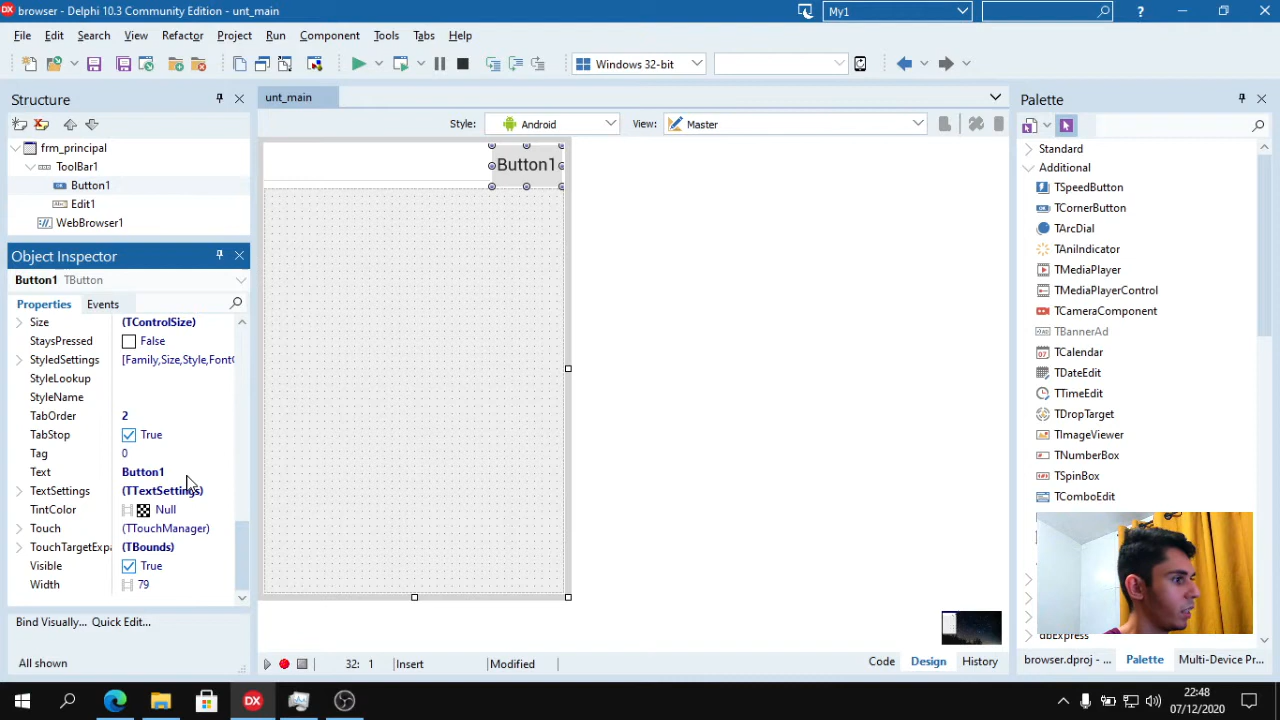 browser - Delphi 10.3 Community Edition - unt_main
My1
File Edit Search View Refactor Project Run Component Tools Tabs Help
Windows 32-bit
Structure
unt_main
Palette
Style: Android View: Master
frm_principal
ToolBar1
Button1
Edit1
WebBrowser1
Button1
Standard
Additional
TSpeedButton
TCornerButton
TArcDial
TAniIndicator
TMediaPlayer
TMediaPlayerControl
TCameraComponent
TBannerAd
TCalendar
TDateEdit
TTimeEdit
TDropTarget
TImageViewer
TNumberBox
TSpinBox
TComboEdit
dbExpress
Object Inspector
Button1 TButton
Properties Events
Size (TControlSize)
StaysPressed False
StyledSettings [Family,Size,Style,Font
StyleLookup
StyleName
TabOrder 2
TabStop True
Tag 0
Text Button1
TextSettings (TTextSettings)
TintColor Null
Touch (TTouchManager)
TouchTargetExpa (TBounds)
Visible True
Width 79
Bind Visually... Quick Edit...
All shown
32: 1 Insert Modified
Code Design History
browser.dproj - ... Palette Multi-Device Pr...
DX
22:48
07/12/2020